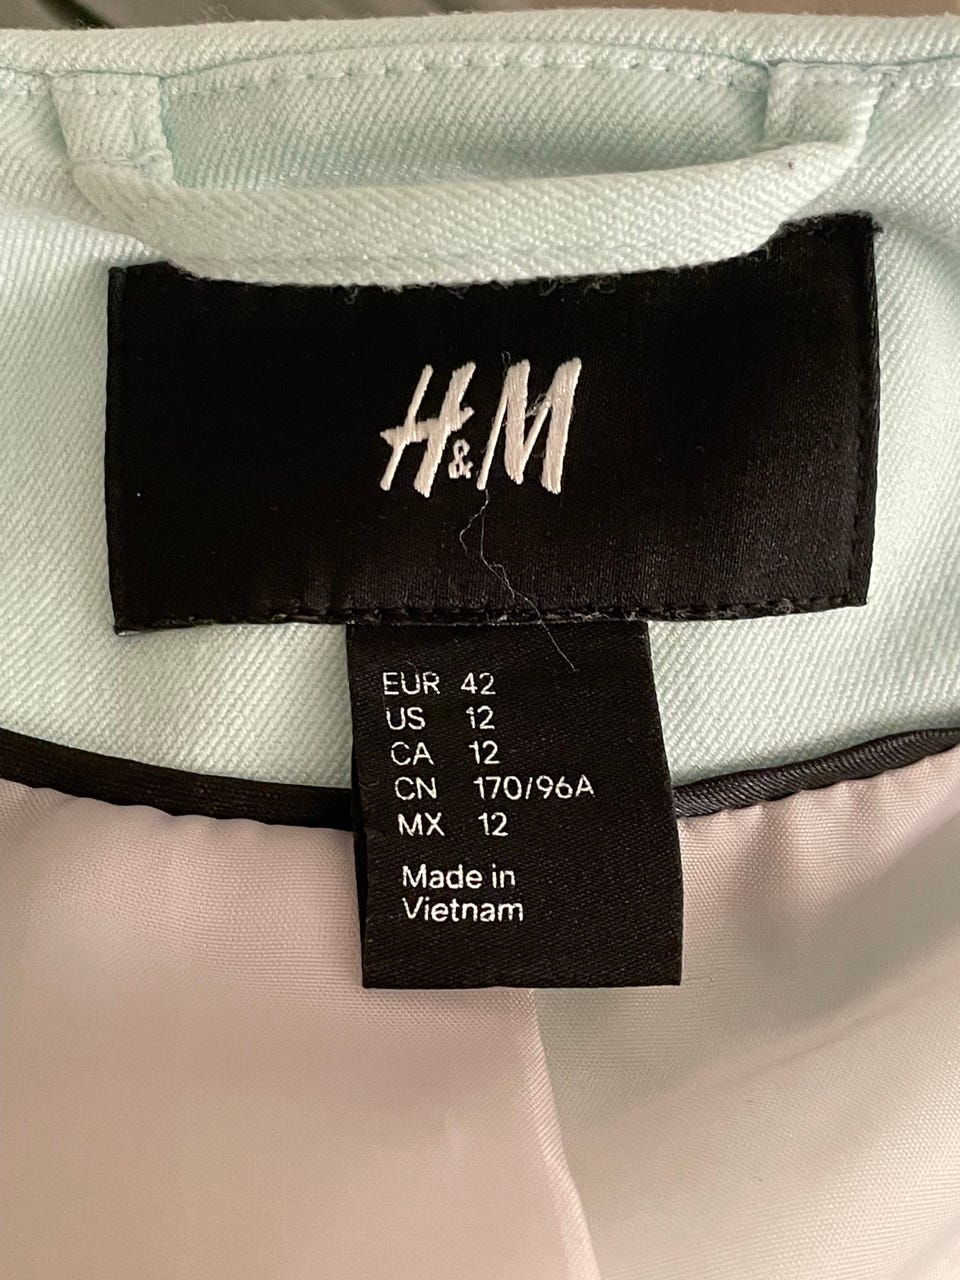 H&M
EUR 42
US 12
CA 12
CN 170/96A
MX 12
Made in
Vietnam